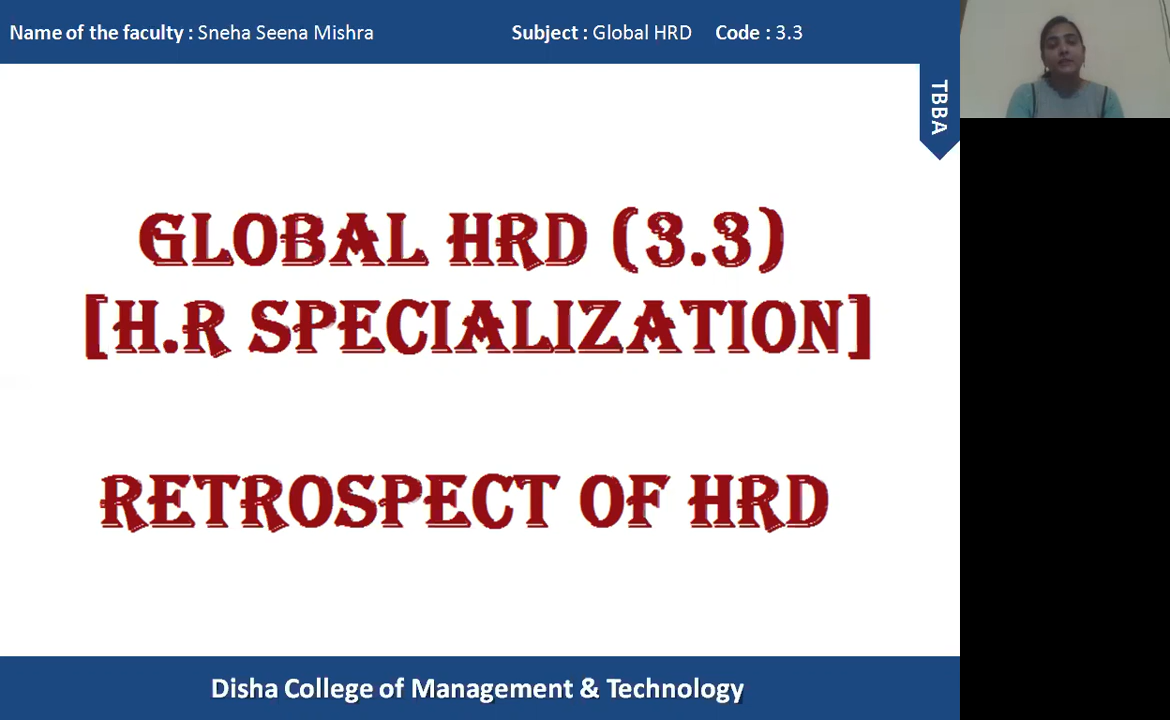 Name of the faculty : Sneha Seena Mishra Subject : Global HRD Code : 3.3
TBBA
GLOBAL HRD (3.3)
[H.R SPECIALIZATION]
RETROSPECT OF HRD
Disha College of Management & Technology